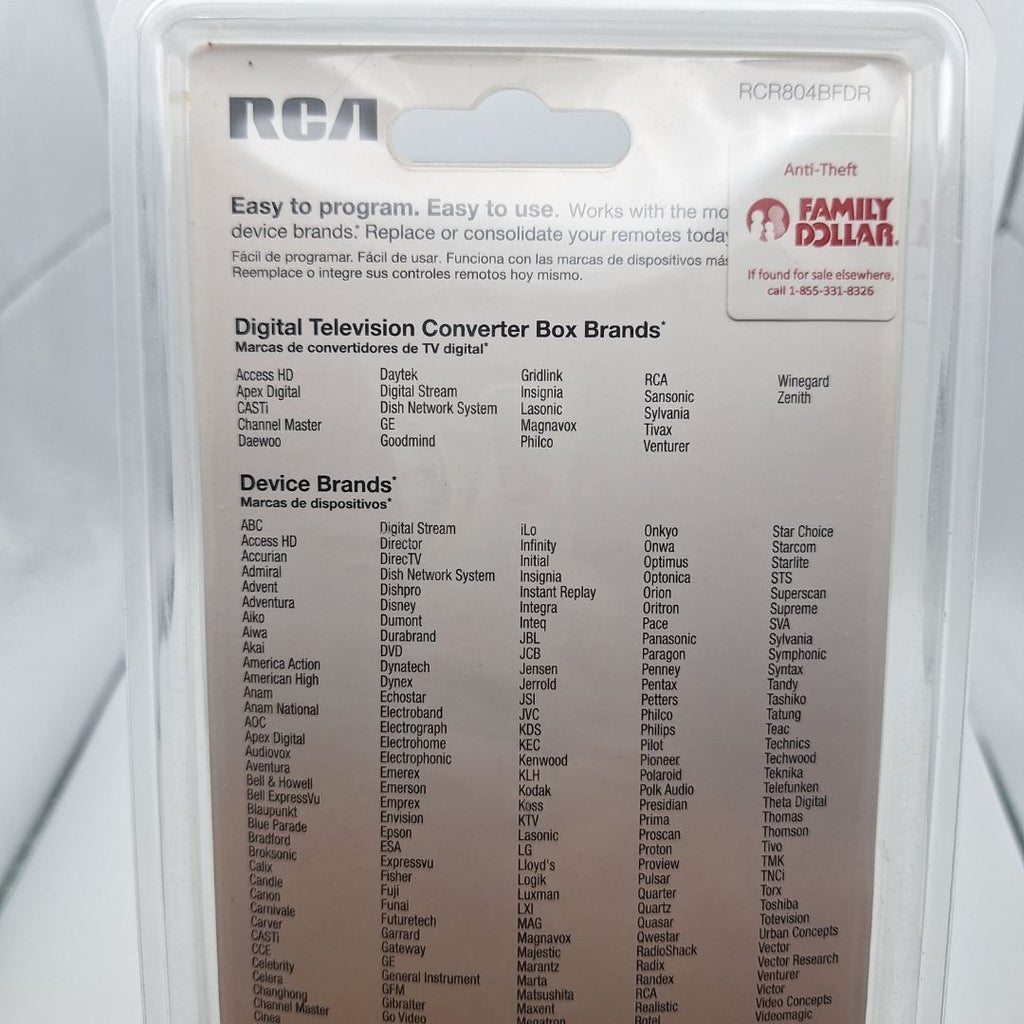 RCA
RCR804BFDR
Anti-Theft
FAMILY
DOLLAR.
If found for sale elsewhere,
call 1-855-331-8326
Easy to program. Easy to use. Works with the mo
device brands.* Replace or consolidate your remotes toda
Fácil de programar. Fácil de usar. Funciona con las marcas de dispositivos más
Reemplace o integre sus controles remotos hoy mismo.
Digital Television Converter Box Brands*
Marcas de convertidores de TV digital*
Access HD
Apex Digital
CASTi
Channel Master
Daewoo
Daytek
Digital Stream
Dish Network System
GE
Goodmind
Gridlink
Insignia
Lasonic
Magnavox
Philco
RCA
Sansonic
Sylvania
Tivax
Venturer
Winegard
Zenith
Device Brands*
Marcas de dispositivos*
ABC
Access HD
Accurian
Admiral
Advent
Adventura
Aiko
Aiwa
Akai
America Action
American High
Anam
Anam National
AOC
Apex Digital
Audiovox
Aventura
Bell & Howell
Bell ExpressVu
Blaupunkt
Blue Parade
Bradford
Broksonic
Calix
Candle
Canon
Carnivale
Carver
CASTi
CCE
Celebrity
Celera
Changhong
Channel Master
Cinea
Digital Stream
Director
DirecTV
Dish Network System
Dishpro
Disney
Dumont
Durabrand
DVD
Dynatech
Dynex
Echostar
Electroband
Electrograph
Electrohome
Electrophonic
Emerex
Emerson
Emprex
Envision
Epson
ESA
Expressvu
Fisher
Fuji
Funai
Futuretech
Garrard
Gateway
GE
General Instrument
GFM
Gibralter
Go Video
iLo
Infinity
Initial
Insignia
Instant Replay
Integra
Inteq
JBL
JCB
Jensen
Jerrold
JSI
JVC
KDS
KEC
Kenwood
KLH
Kodak
Koss
KTV
Lasonic
LG
Lloyd's
Logik
Luxman
LXI
MAG
Magnavox
Majestic
Marantz
Marta
Matsushita
Maxent
Megatron
Onkyo
Onwa
Optimus
Optonica
Orion
Oritron
Pace
Panasonic
Paragon
Penney
Pentax
Petters
Philco
Philips
Pilot
Pioneer
Polaroid
Polk Audio
Presidian
Prima
Proscan
Proton
Proview
Pulsar
Quarter
Quartz
Quasar
Qwestar
RadioShack
Radix
Randex
RCA
Realistic
Rotel
Star Choice
Starcom
Starlite
STS
Superscan
Supreme
SVA
Sylvania
Symphonic
Syntax
Tandy
Tashiko
Tatung
Teac
Technics
Techwood
Teknika
Telefunken
Theta Digital
Thomas
Thomson
Tivo
TMK
TNCi
Torx
Toshiba
Totevision
Urban Concepts
Vector
Vector Research
Venturer
Victor
Video Concepts
Videomagic